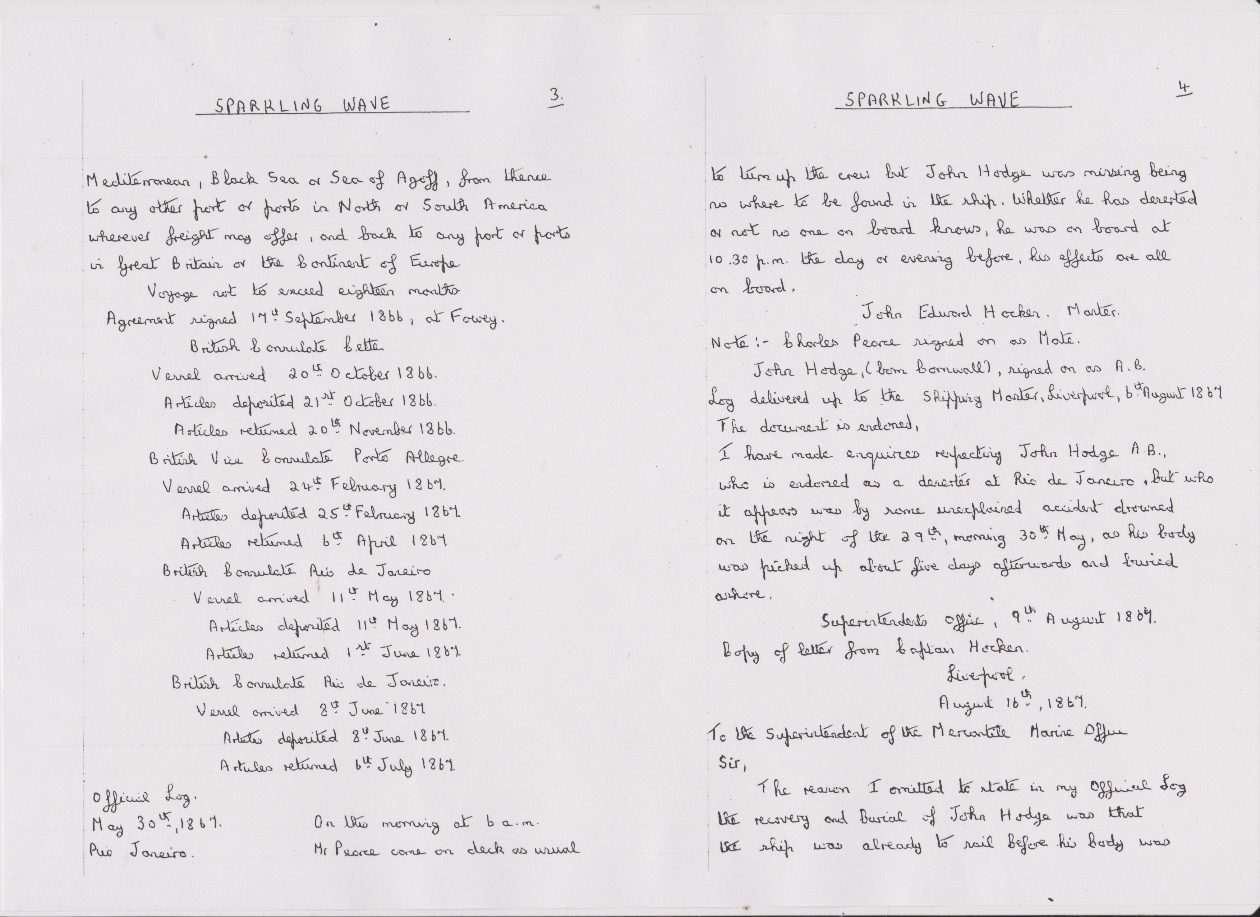 SPARKLING WAVE
3.
Mediterranean, Black Sea or Sea of Azoff, from thence
to any other port or ports in North or South America
wherever freight may offer, and back to any port or ports
in Great Britain or the Continent of Europe
Voyage not to exceed eighteen months
Agreement signed 17th September 1866, at Fowey.
British Consulate Cette
Vessel arrived 20th October 1866.
Articles deposited 21st October 1866.
Articles returned 20th November 1866.
British Vice Consulate Porto Allegre
Vessel arrived 24th February 1867.
Articles deposited 25th February 1867.
Articles returned 6th April 1867
British Consulate Rio de Janeiro
Vessel arrived 11th May 1867.
Articles deposited 11th May 1867.
Articles returned 1st June 1867.
British Consulate Rio de Janeiro.
Vessel arrived 8th June 1867
Articles deposited 8th June 1867.
Articles returned 6th July 1867
Official Log.
May 30th, 1867. On this morning at 6 a.m.
Rio Janeiro. Mr Pearce came on deck as usual
SPARKLING WAVE
4
to turn up the crew but John Hodge was missing being
no where to be found in the ship. Whether he has deserted
or not no one on board knows, he was on board at
10.30 p.m. the day or evening before, his effects are all
on board.
John Edward Hocken. Master.
Note:- Charles Pearce signed on as Mate.
John Hodge, (born Cornwall), signed on as A.B.
Log delivered up to the Shipping Master, Liverpool, 6th August 1867
The document is endorsed,
I have made enquires respecting John Hodge A.B.,
who is endorsed as a deserter at Rio de Janeiro, but who
it appears was by some unexplained accident drowned
on the night of the 29th, morning 30th May, as his body
was picked up about five days afterwards and buried
ashore.
Superintendents Office, 9th August 1867.
Copy of letter from Captain Hocken.
Liverpool.
August 16th, 1867.
To the Superintendent of the Mercantile Marine Office
Sir,
The reason I omitted to state in my Official Log
the recovery and Burial of John Hodge was that
the ship was already to sail before his body was